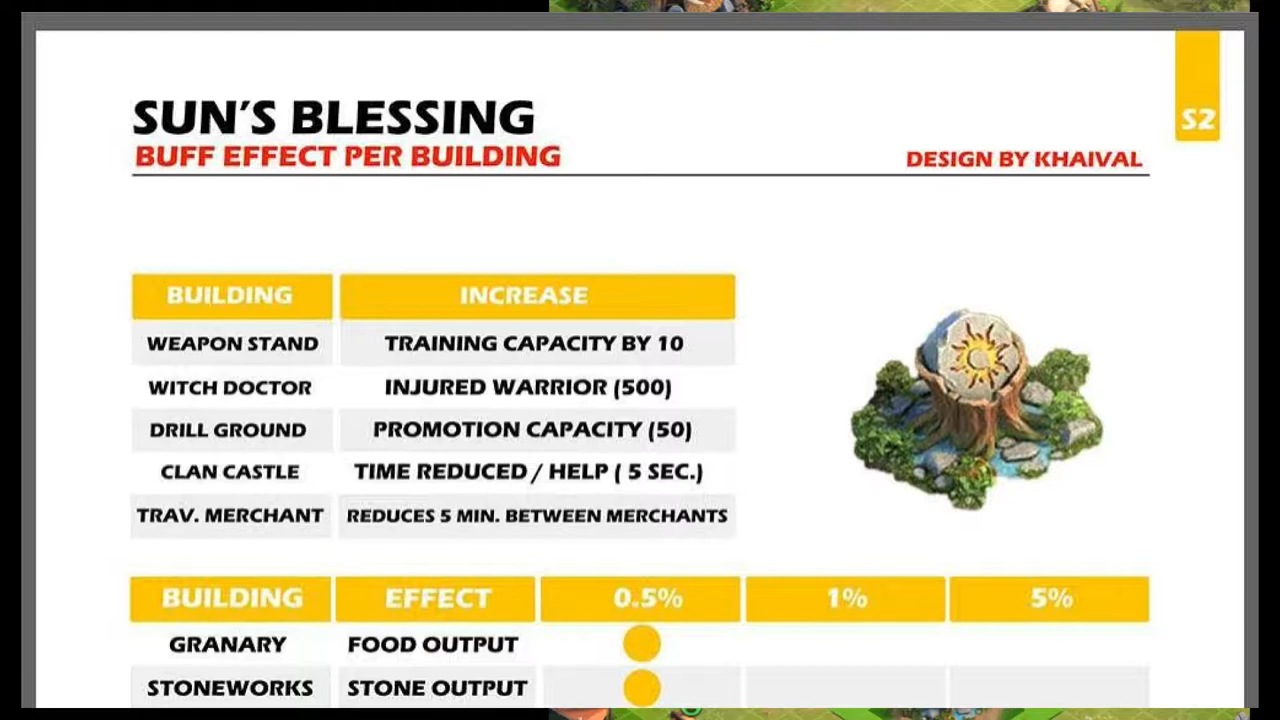 S2
SUN'S BLESSING
BUFF EFFECT PER BUILDING
DESIGN BY KHAIVAL
BUILDING INCREASE
WEAPON STAND TRAINING CAPACITY BY 10
WITCH DOCTOR INJURED WARRIOR (500)
DRILL GROUND PROMOTION CAPACITY (50)
CLAN CASTLE TIME REDUCED / HELP ( 5 SEC.)
TRAV. MERCHANT REDUCES 5 MIN. BETWEEN MERCHANTS
BUILDING EFFECT 0.5% 1% 5%
GRANARY FOOD OUTPUT
STONEWORKS STONE OUTPUT